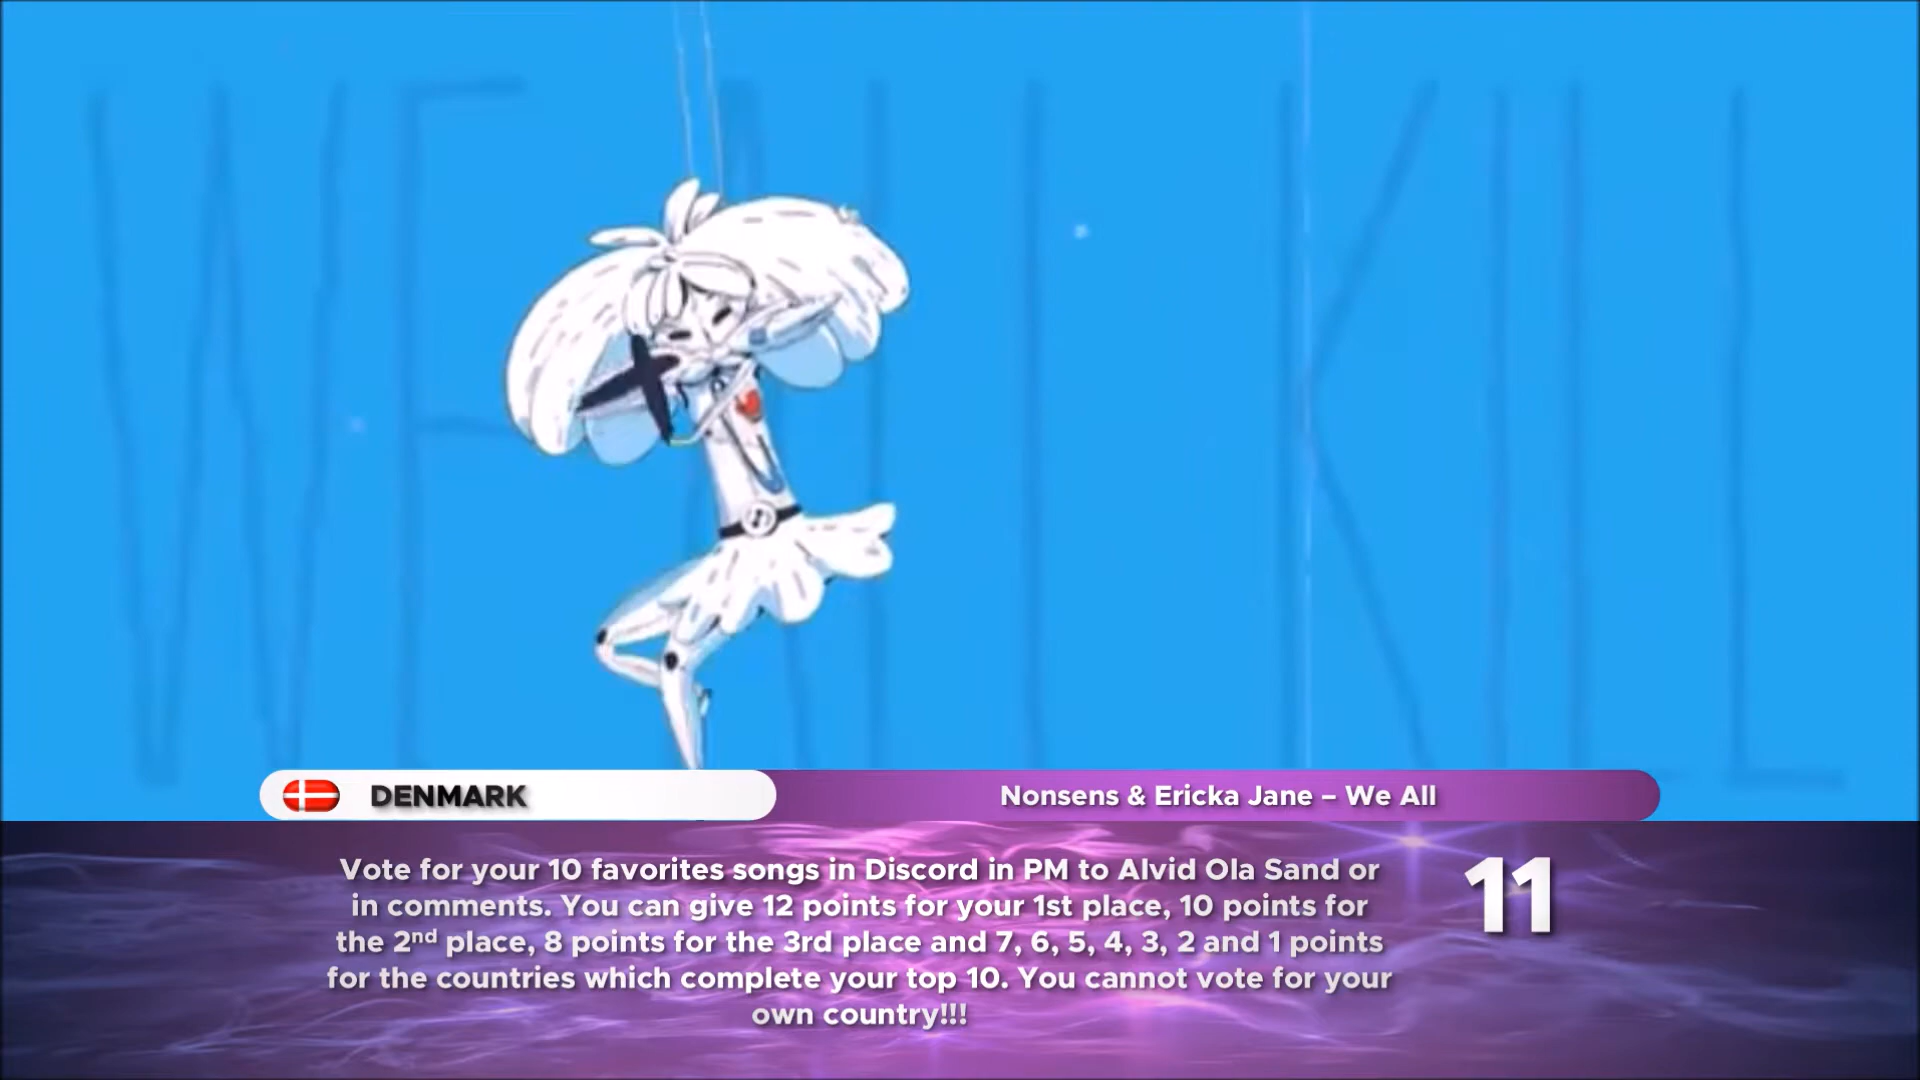 WE ALL KILL
DENMARK
Nonsens & Ericka Jane – We All
Vote for your 10 favorites songs in Discord in PM to Alvid Ola Sand or
in comments. You can give 12 points for your 1st place, 10 points for
the 2nd place, 8 points for the 3rd place and 7, 6, 5, 4, 3, 2 and 1 points
for the countries which complete your top 10. You cannot vote for your
own country!!!
11